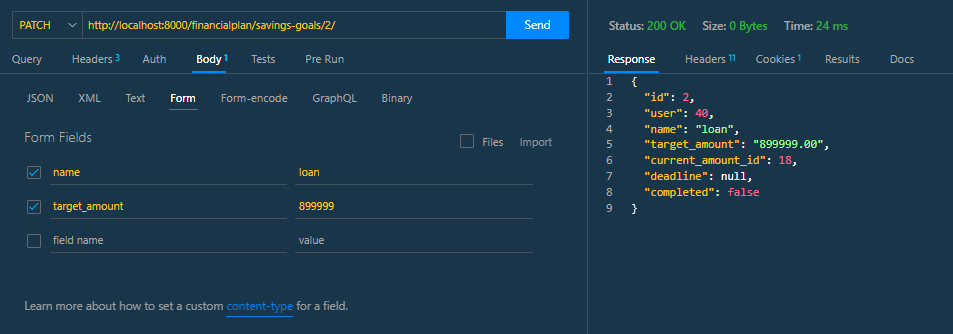 PATCH http://localhost:8000/financialplan/savings-goals/2/ Send
Query Headers 3 Auth Body 1 Tests Pre Run
JSON XML Text Form Form-encode GraphQL Binary
Form Fields Files Import
name loan
target_amount 899999
field name value
Learn more about how to set a custom content-type for a field.
Status: 200 OK Size: 0 Bytes Time: 24 ms
Response Headers 11 Cookies 1 Results Docs
1 {
2 "id": 2,
3 "user": 40,
4 "name": "loan",
5 "target_amount": "899999.00",
6 "current_amount_id": 18,
7 "deadline": null,
8 "completed": false
9 }